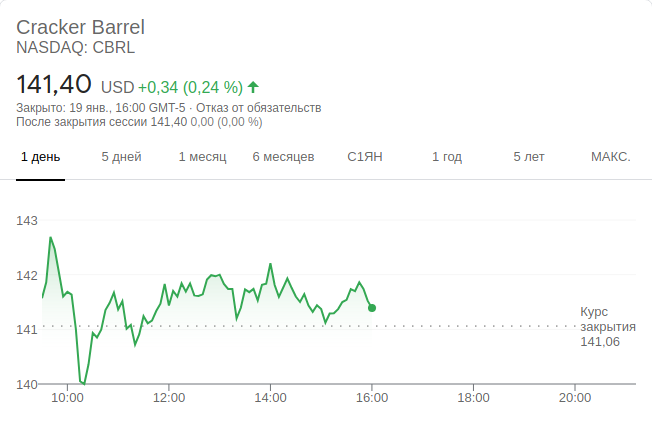 Cracker Barrel
NASDAQ: CBRL
141,40 USD +0,34 (0,24 %)
Закрыто: 19 янв., 16:00 GMT-5 · Отказ от обязательств
После закрытия сессии 141,40 0,00 (0,00 %)
1 день 5 дней 1 месяц 6 месяцев С1ЯН 1 год 5 лет МАКС.
143
142
141
140
Курс
закрытия
141,06
10:00 12:00 14:00 16:00 18:00 20:00